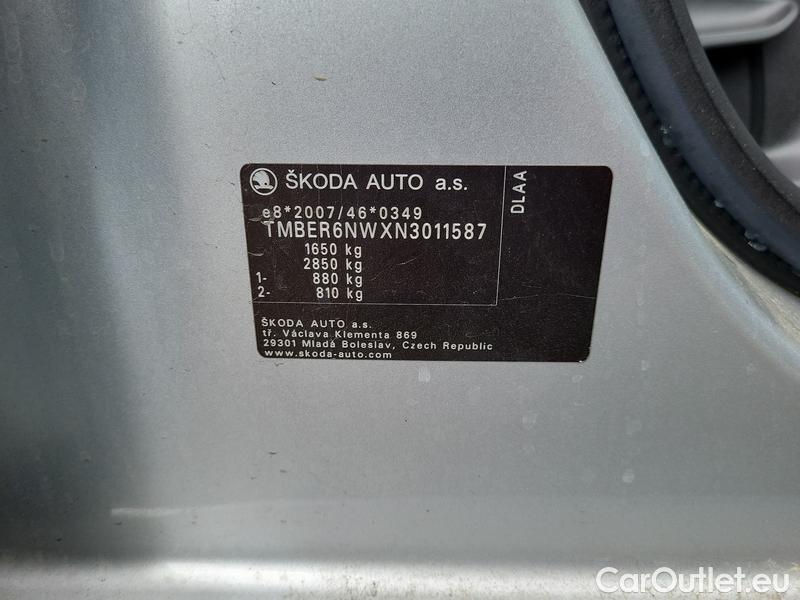 ŠKODA AUTO a.s.
e8*2007/46*0349
TMBER6NWXN3011587
1650 kg
2850 kg
1- 880 kg
2- 810 kg
DLAA
ŠKODA AUTO a.s.
tř. Václava Klementa 869
29301 Mladá Boleslav, Czech Republic
www.skoda-auto.com
CarOutlet.eu